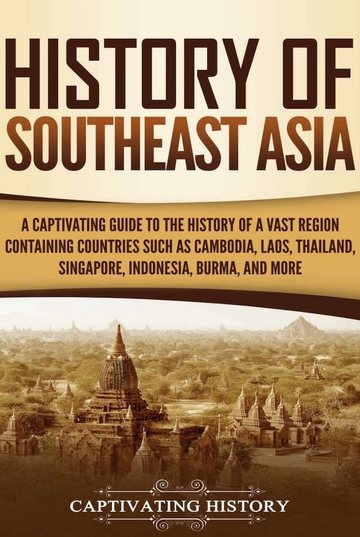 HISTORY OF
SOUTHEAST ASIA
A CAPTIVATING GUIDE TO THE HISTORY OF A VAST REGION
CONTAINING COUNTRIES SUCH AS CAMBODIA, LAOS, THAILAND,
SINGAPORE, INDONESIA, BURMA, AND MORE
CAPTIVATING HISTORY